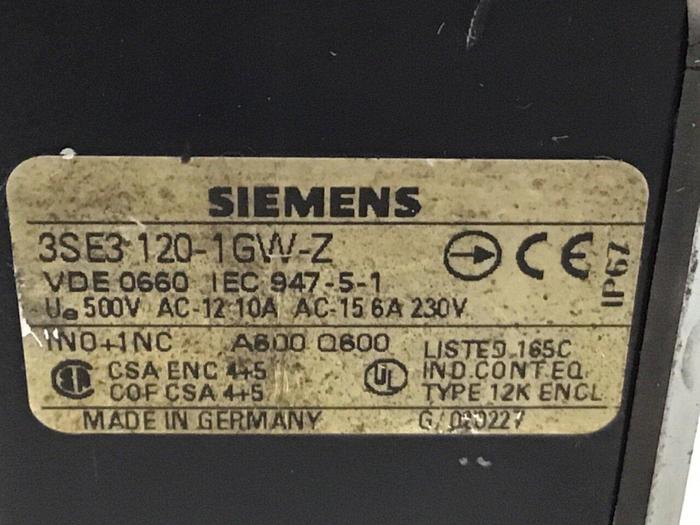 SIEMENS
3SE3 120-1GW-Z
CE
IP67
VDE 0660 IEC 947-5-1
Ue 500V AC-12 10A AC-15 6A 230V
1NO+1NC A600 Q600
LISTED 165C
CSA ENC 4+5
UL
IND.CONT.EQ.
COF CSA 4+5
TYPE 12K ENCL
MADE IN GERMANY